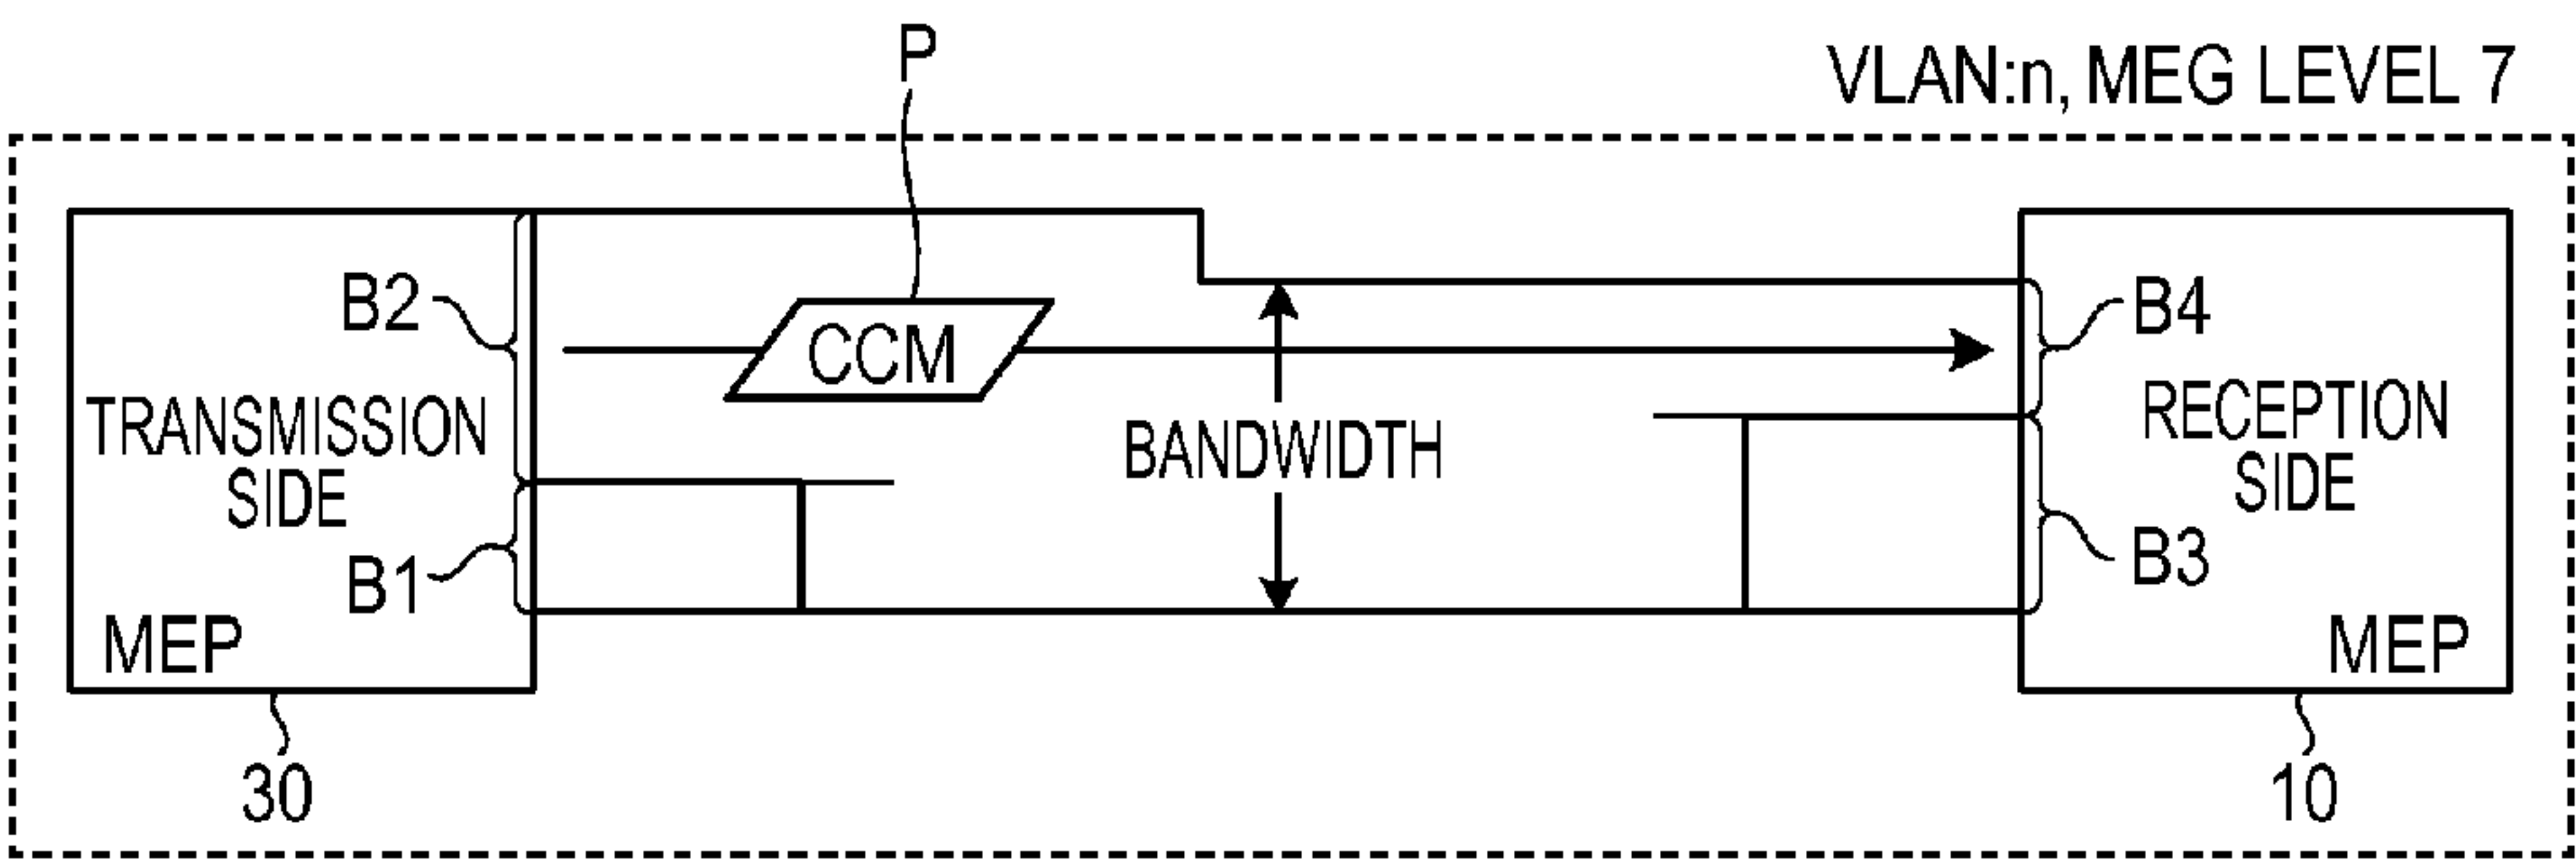 P
VLAN:n, MEG LEVEL 7
B2
CCM
B4
TRANSMISSION
SIDE
BANDWIDTH
RECEPTION
SIDE
B1
B3
MEP
MEP
30
10